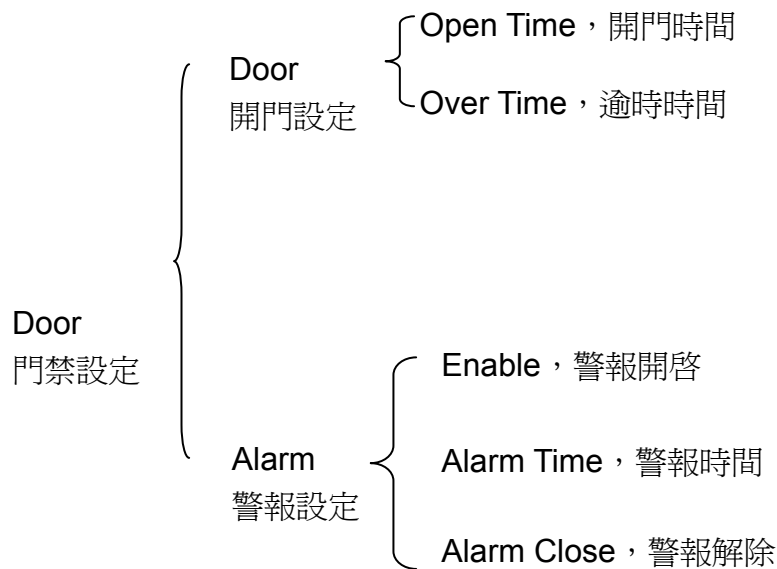 Door
門禁設定
Door
開門設定
Open Time,開門時間
Over Time,逾時時間
Alarm
警報設定
Enable,警報開啓
Alarm Time,警報時間
Alarm Close,警報解除